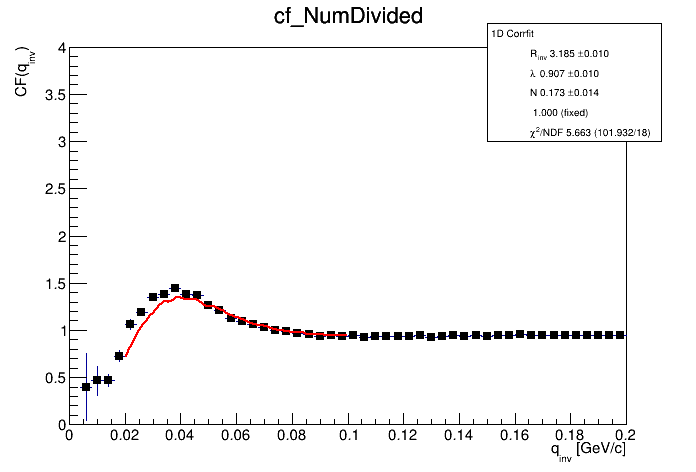 cf_NumDivided
CF(q_inv)
1D Corrfit
R_inv 3.185 ±0.010
λ 0.907 ±0.010
N 0.173 ±0.014
1.000 (fixed)
χ²/NDF 5.663 (101.932/18)
4
3.5
3
2.5
2
1.5
1
0.5
0
0 0.02 0.04 0.06 0.08 0.1 0.12 0.14 0.16 0.18 0.2
q_inv [GeV/c]